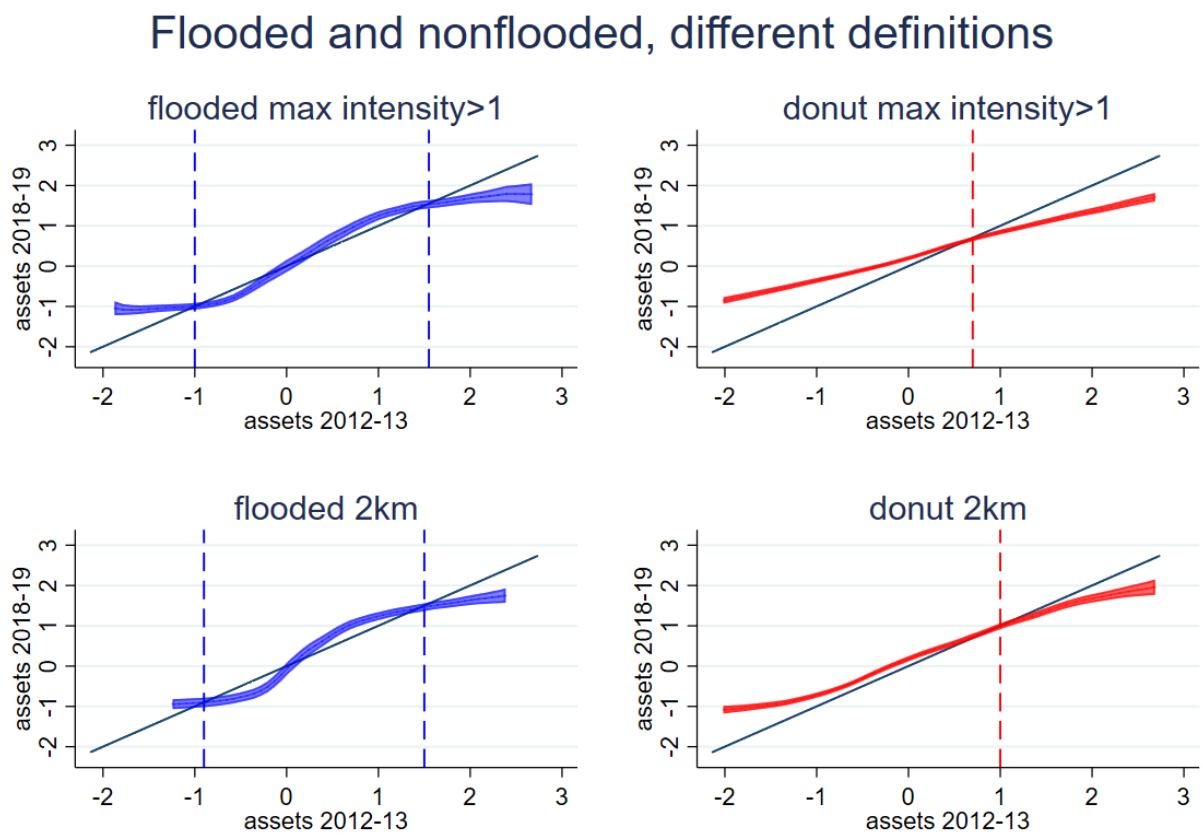 Flooded and nonflooded, different definitions
flooded max intensity>1
assets 2018-19
3
2
1
0
-1
-2
-2 -1 0 1 2 3
assets 2012-13
donut max intensity>1
assets 2018-19
3
2
1
0
-1
-2
-2 -1 0 1 2 3
assets 2012-13
flooded 2km
assets 2018-19
3
2
1
0
-1
-2
-2 -1 0 1 2 3
assets 2012-13
donut 2km
assets 2018-19
3
2
1
0
-1
-2
-2 -1 0 1 2 3
assets 2012-13